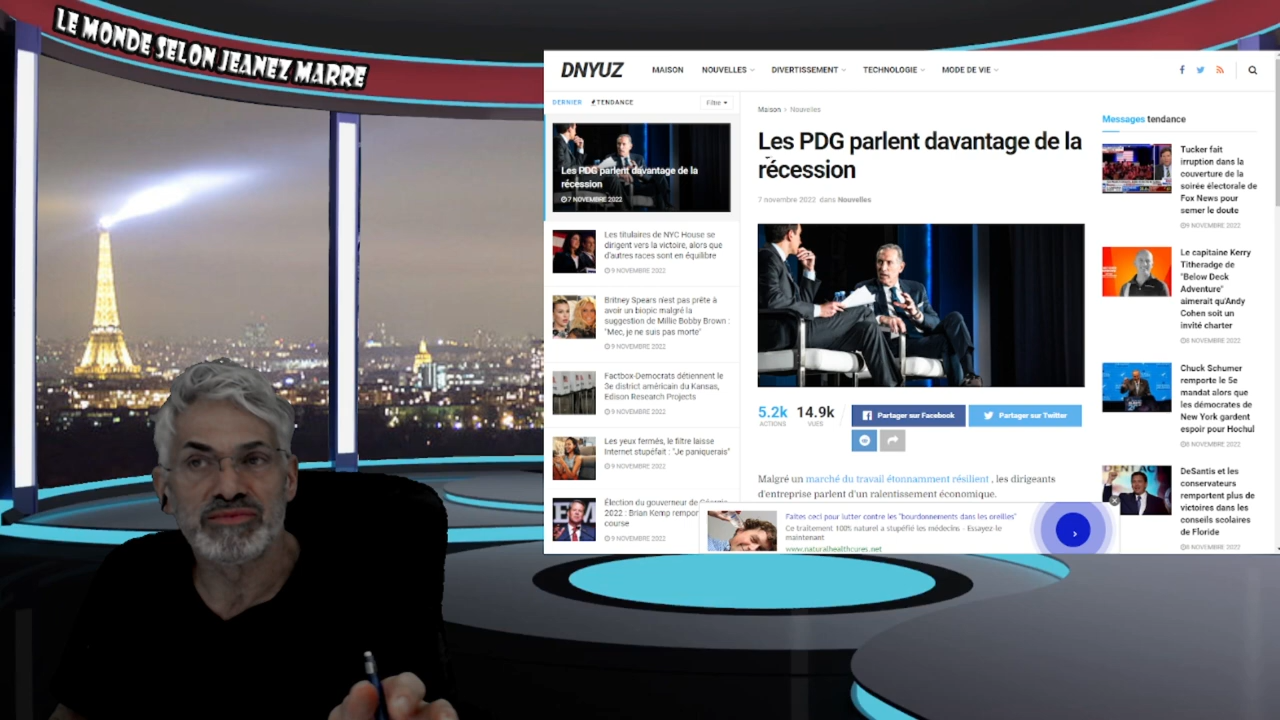 LE MONDE SELON JEANEZ MARRE
DNYUZ
MAISON NOUVELLES DIVERTISSEMENT TECHNOLOGIE MODE DE VIE
DERNIER TENDANCE
Filtre
Les PDG parlent davantage de la
récession
7 NOVEMBRE 2022
Les titulaires de NYC House se
dirigent vers la victoire, alors que
d'autres races sont en équilibre
9 NOVEMBRE 2022
Britney Spears n'est pas prête à
avoir un biopic malgré la
suggestion de Millie Bobby Brown :
"Mec, je ne suis pas morte"
9 NOVEMBRE 2022
Factbox-Democrats détiennent le
3e district américain du Kansas,
Edison Research Projects
9 NOVEMBRE 2022
Les yeux fermés, le filtre laisse
Internet stupéfait : "Je paniquerais"
9 NOVEMBRE 2022
Élection du gouverneur de Géorgie
2022 : Brian Kemp rempor
course
9 NOVEMBRE 2022
Maison > Nouvelles
Les PDG parlent davantage de la
récession
7 novembre 2022 dans Nouvelles
5.2k
ACTIONS
14.9k
VUES
Partager sur Facebook
Partager sur Twitter
Malgré un marché du travail étonnamment résilient , les dirigeants
d'entreprise parlent d'un ralentissement économique.
Faites ceci pour lutter contre les "bourdonnements dans les oreilles"
Ce traitement 100% naturel a stupéfié les médecins - Essayez le
maintenant
www.naturalhealthcures.net
Messages tendance
Tucker fait
irruption dans la
couverture de la
soirée électorale de
Fox News pour
semer le doute
9 NOVEMBRE 2022
Le capitaine Kerry
Titheradge de
"Below Deck
Adventure"
aimerait qu'Andy
Cohen soit un
invité charter
8 NOVEMBRE 2022
Chuck Schumer
remporte le 5e
mandat alors que
les démocrates de
New York gardent
espoir pour Hochul
8 NOVEMBRE 2022
DeSantis et les
conservateurs
remportent plus de
victoires dans les
conseils scolaires
de Floride
8 NOVEMBRE 2022